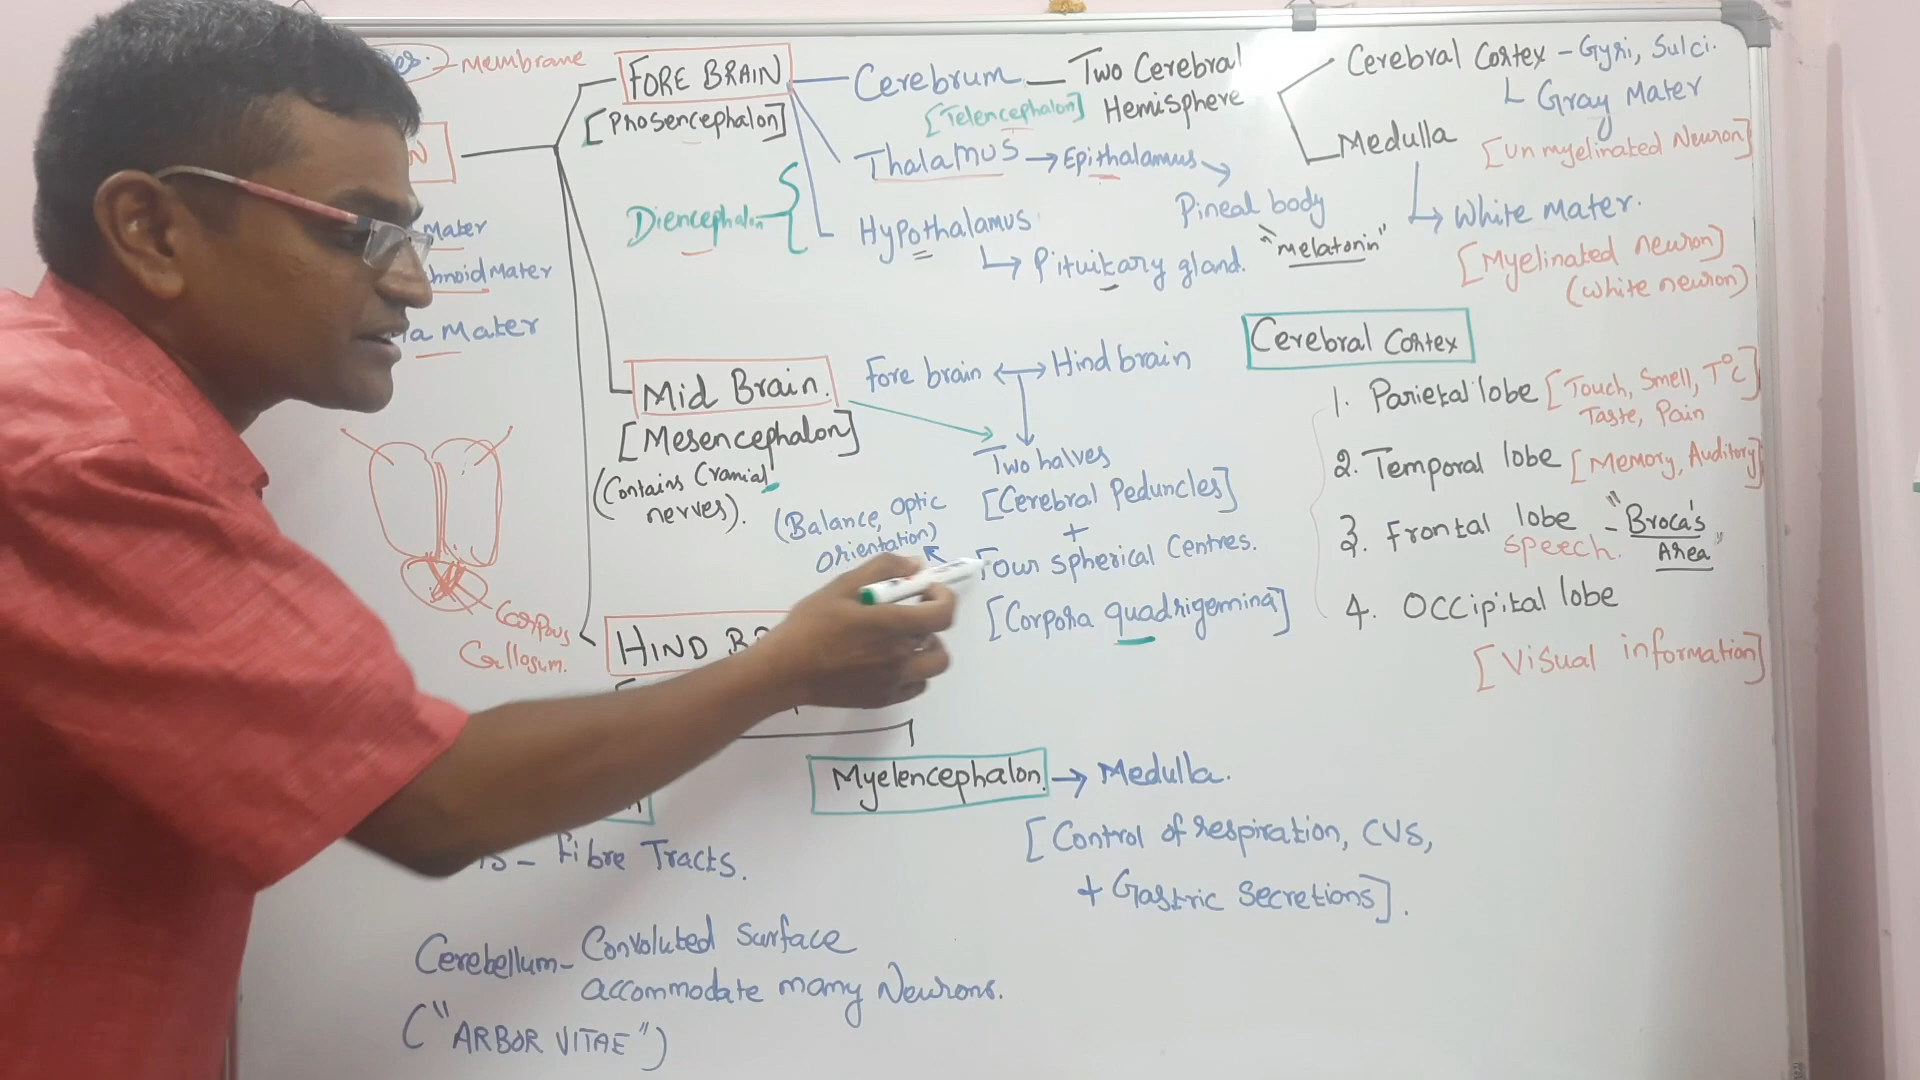 membrane
Mater
hnoid Mater
a Mater
Corpous
Callosum.
FORE BRAIN
[Phosencephalon]
Diencephalon
Cerebrum — Two Cerebral
Hemisphere
[Telencephalon]
Thalamus → Epithalamus →
Pineal body
"melatonin"
Hypothalamus
↳ Pituitary gland.
Cerebral Cortex - Gyri, Sulci.
Gray Mater
[Un myelinated Neuron]
Medulla
↳ White Mater.
[Myelinated neuron]
(White neuron)
Mid Brain.
[Mesencephalon]
(Contains Cranial
nerves).
Fore brain ↔ Hind brain
Two halves
[Cerebral Peduncles]
+
Four spherical Centres.
[Corpora quadrigemina]
(Balance, Optic
orientation)
Cerebral Cortex
1. Parietal lobe [Touch, Smell, T°C]
Taste, Pain
2. Temporal lobe [Memory, Auditory]
3. Frontal lobe - "Broca's
speech. Area"
4. Occipital lobe
[Visual information]
HIND B
Myelencephalon → Medulla.
[Control of respiration, CVS,
+ Gastric Secretions].
Fibre Tracts.
Cerebellum - Convoluted surface
accommodate many Neurons.
("ARBOR VITAE")